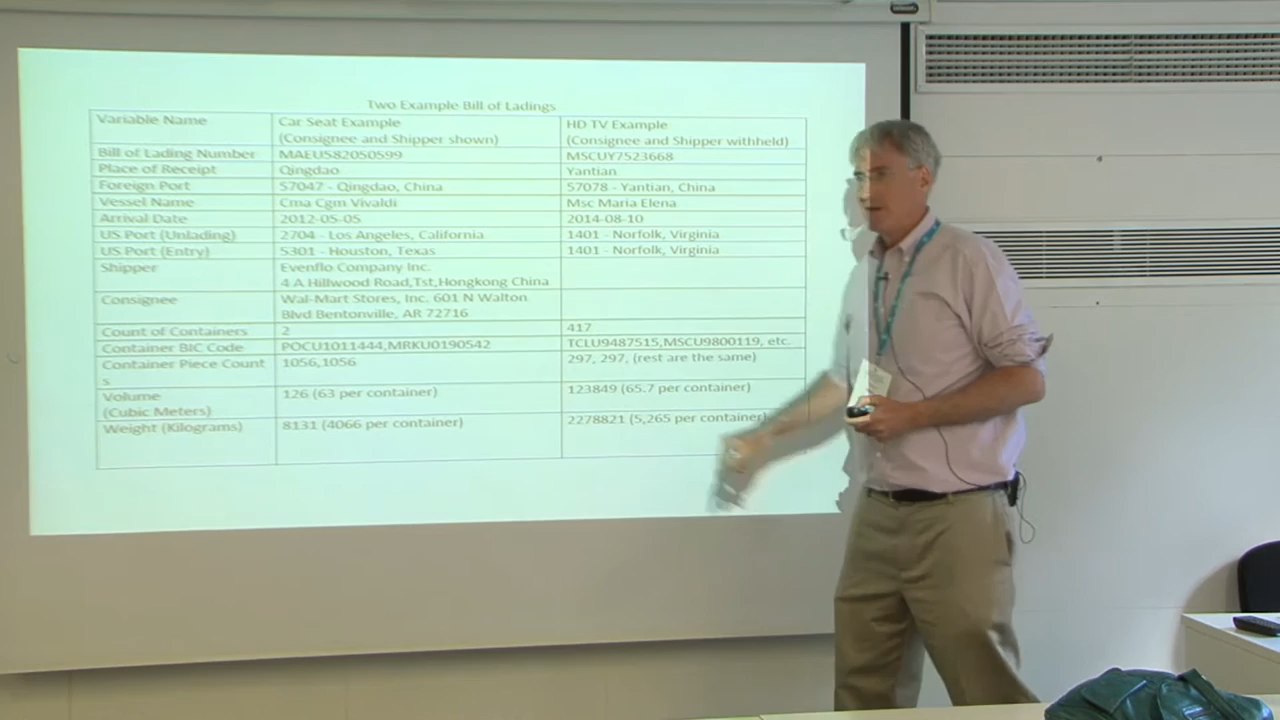 Two Example Bill of Ladings
Variable Name
Car Seat Example
(Consignee and Shipper shown)
HD TV Example
(Consignee and Shipper withheld)
Bill of Lading Number
MAEU582050599
MSCUY7523668
Place of Receipt
Qingdao
Yantian
Foreign Port
57047 - Qingdao, China
57078 - Yantian, China
Vessel Name
Cma Cgm Vivaldi
Msc Maria Elena
Arrival Date
2012-05-05
2014-08-10
US Port (Unlading)
2704 - Los Angeles, California
1401 - Norfolk, Virginia
US Port (Entry)
5301 - Houston, Texas
1401 - Norfolk, Virginia
Shipper
Evenflo Company Inc.
4 A Hillwood Road,Tst,Hongkong China
Consignee
Wal-Mart Stores, Inc. 601 N Walton
Blvd Bentonville, AR 72716
Count of Containers
2
417
Container BIC Code
POCU1011444,MRKU0190542
TCLU9487515,MSCU9800119, etc.
Container Piece Count
s
1056,1056
297, 297, (rest are the same)
Volume
(Cubic Meters)
126 (63 per container)
123849 (65.7 per container)
Weight (Kilograms)
8131 (4066 per container)
2278821 (5,265 per container)